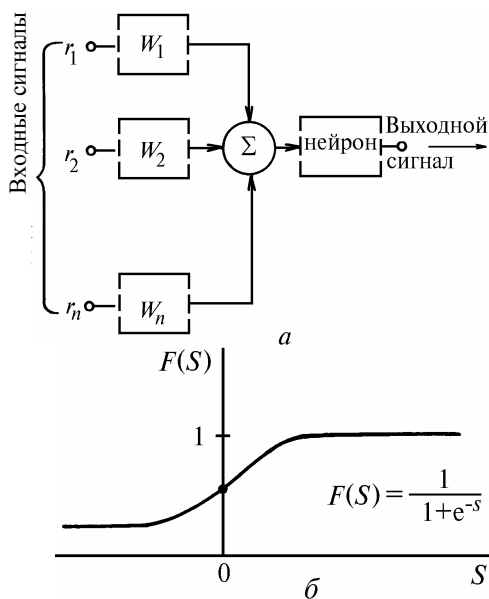 Входные сигналы
r1
W1
r2
W2
Σ
нейрон
Выходной
сигнал
rn
Wn
а
F(S)
1
F(S) = 1/1+e-s
0
S
б